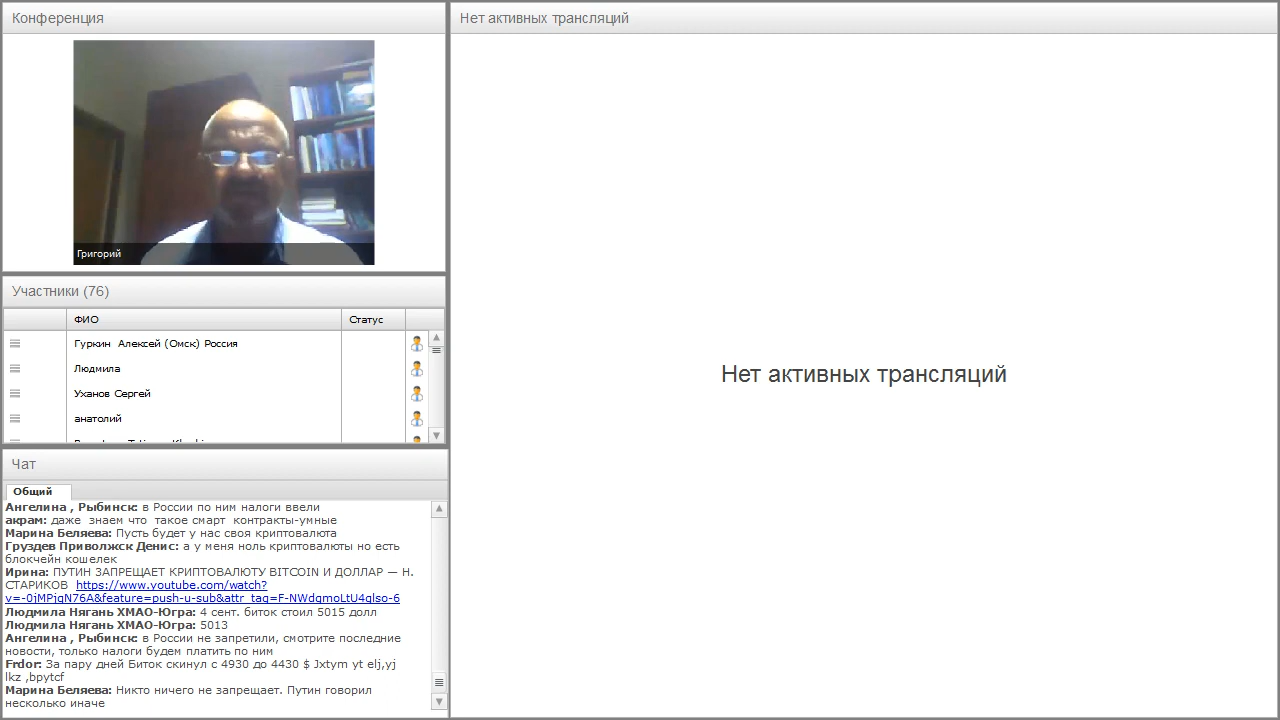 Конференция
Нет активных трансляций
Григорий
Участники (76)
ФИО
Статус
Гуркин Алексей (Омск) Россия
Людмила
Уханов Сергей
анатолий
Чат
Общий
Ангелина , Рыбинск: в России по ним налоги ввели
акрам: даже знаем что такое смарт контракты-умные
Марина Беляева: Пусть будет у нас своя криптовалюта
Груздев Приволжск Денис: а у меня ноль криптовалюты но есть
блокчейн кошелек
Ирина: ПУТИН ЗАПРЕЩАЕТ КРИПТОВАЛЮТУ BITCOIN И ДОЛЛАР — Н.
СТАРИКОВ https://www.youtube.com/watch?
v=-0jMPjgN76A&feature=push-u-sub&attr_tag=F-NWdqmoLtU4qlso-6
Людмила Нягань ХМАО-Югра: 4 сент. биток стоил 5015 долл
Людмила Нягань ХМАО-Югра: 5013
Ангелина , Рыбинск: в России не запретили, смотрите последние
новости, только налоги будем платить по ним
Frdor: За пару дней Биток скинул с 4930 до 4430 $ Jxtym yt elj,yj
lkz ,bpytcf
Марина Беляева: Никто ничего не запрещает. Путин говорил
несколько иначе
Нет активных трансляций